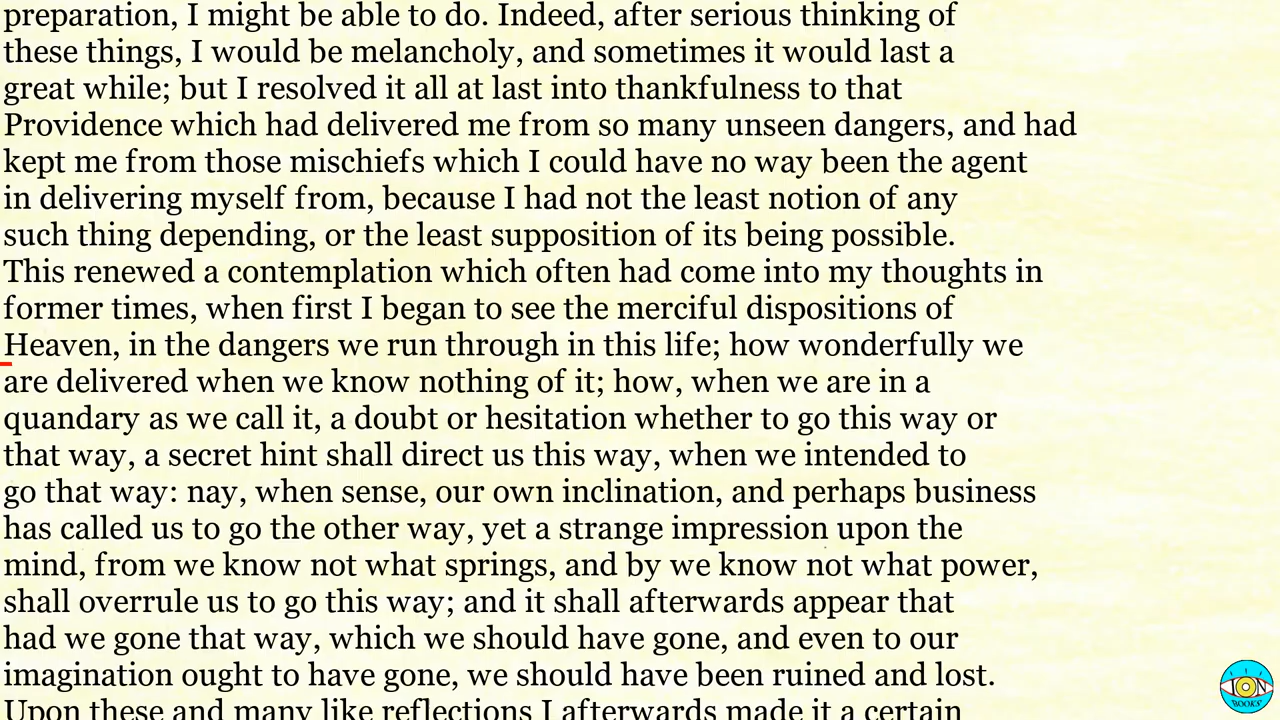 preparation, I might be able to do. Indeed, after serious thinking of
these things, I would be melancholy, and sometimes it would last a
great while; but I resolved it all at last into thankfulness to that
Providence which had delivered me from so many unseen dangers, and had
kept me from those mischiefs which I could have no way been the agent
in delivering myself from, because I had not the least notion of any
such thing depending, or the least supposition of its being possible.
This renewed a contemplation which often had come into my thoughts in
former times, when first I began to see the merciful dispositions of
Heaven, in the dangers we run through in this life; how wonderfully we
are delivered when we know nothing of it; how, when we are in a
quandary as we call it, a doubt or hesitation whether to go this way or
that way, a secret hint shall direct us this way, when we intended to
go that way: nay, when sense, our own inclination, and perhaps business
has called us to go the other way, yet a strange impression upon the
mind, from we know not what springs, and by we know not what power,
shall overrule us to go this way; and it shall afterwards appear that
had we gone that way, which we should have gone, and even to our
imagination ought to have gone, we should have been ruined and lost.
Upon these and many like reflections I afterwards made it a certain
ION
BOOKS